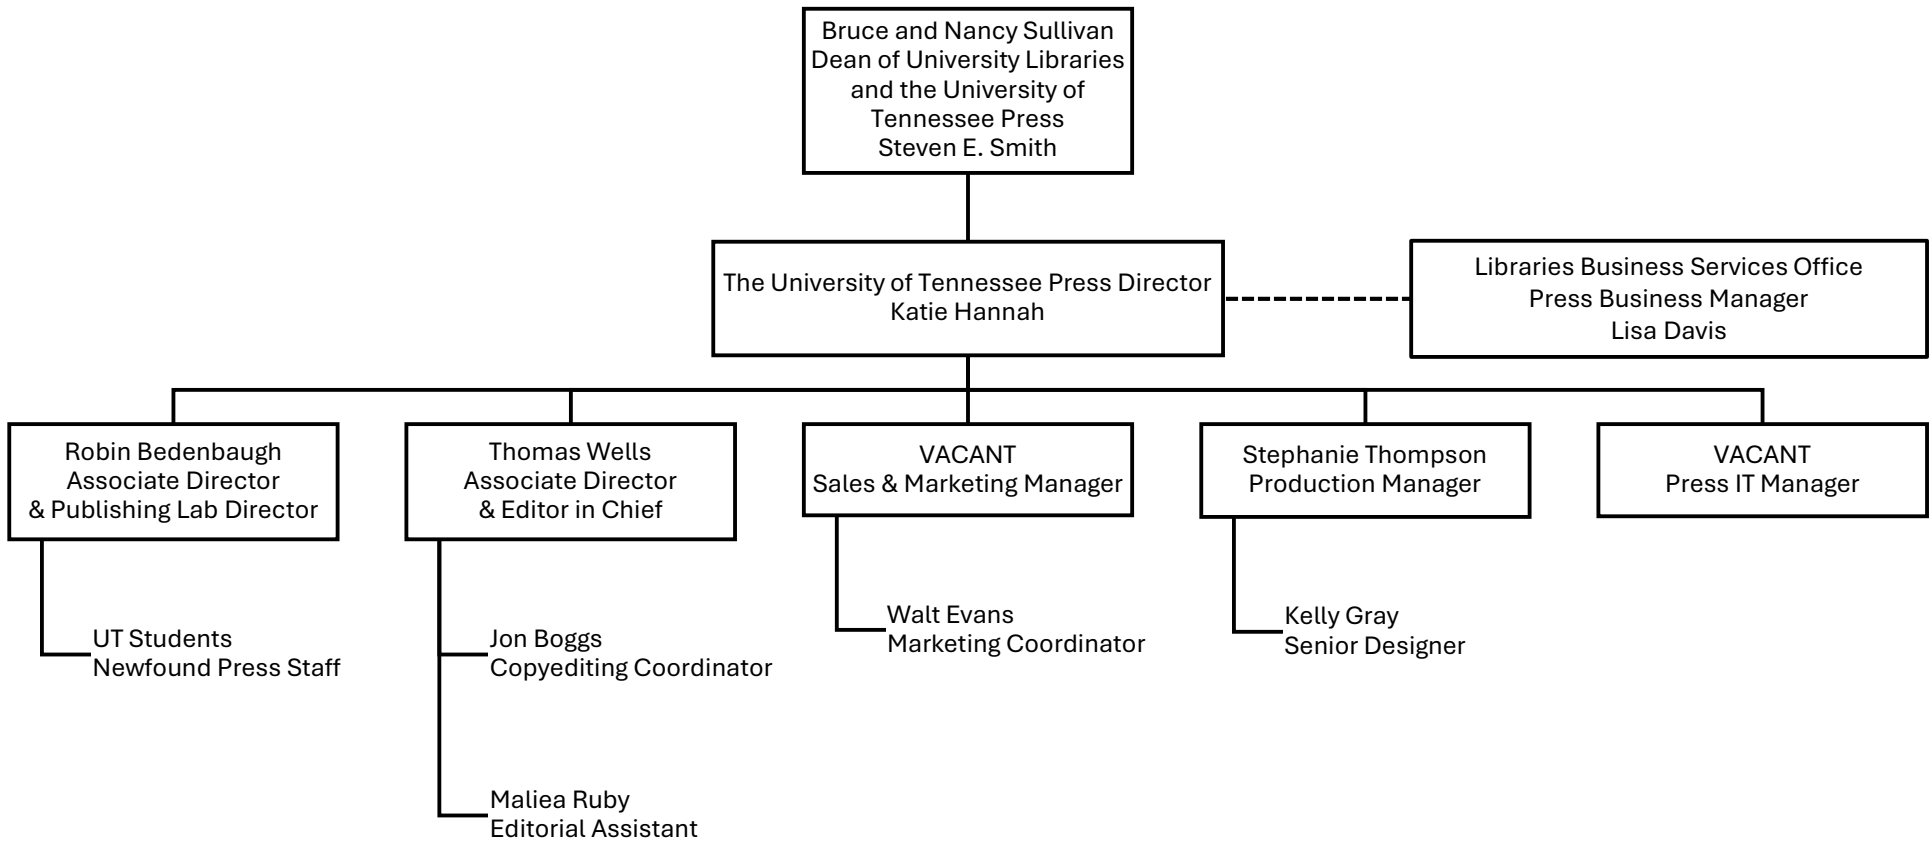 Bruce and Nancy Sullivan
Dean of University Libraries
and the University of
Tennessee Press
Steven E. Smith
The University of Tennessee Press Director
Katie Hannah
Libraries Business Services Office
Press Business Manager
Lisa Davis
Robin Bedenbaugh
Associate Director
& Publishing Lab Director
Thomas Wells
Associate Director
& Editor in Chief
VACANT
Sales & Marketing Manager
Stephanie Thompson
Production Manager
VACANT
Press IT Manager
UT Students
Newfound Press Staff
Jon Boggs
Copyediting Coordinator
Walt Evans
Marketing Coordinator
Kelly Gray
Senior Designer
Maliea Ruby
Editorial Assistant